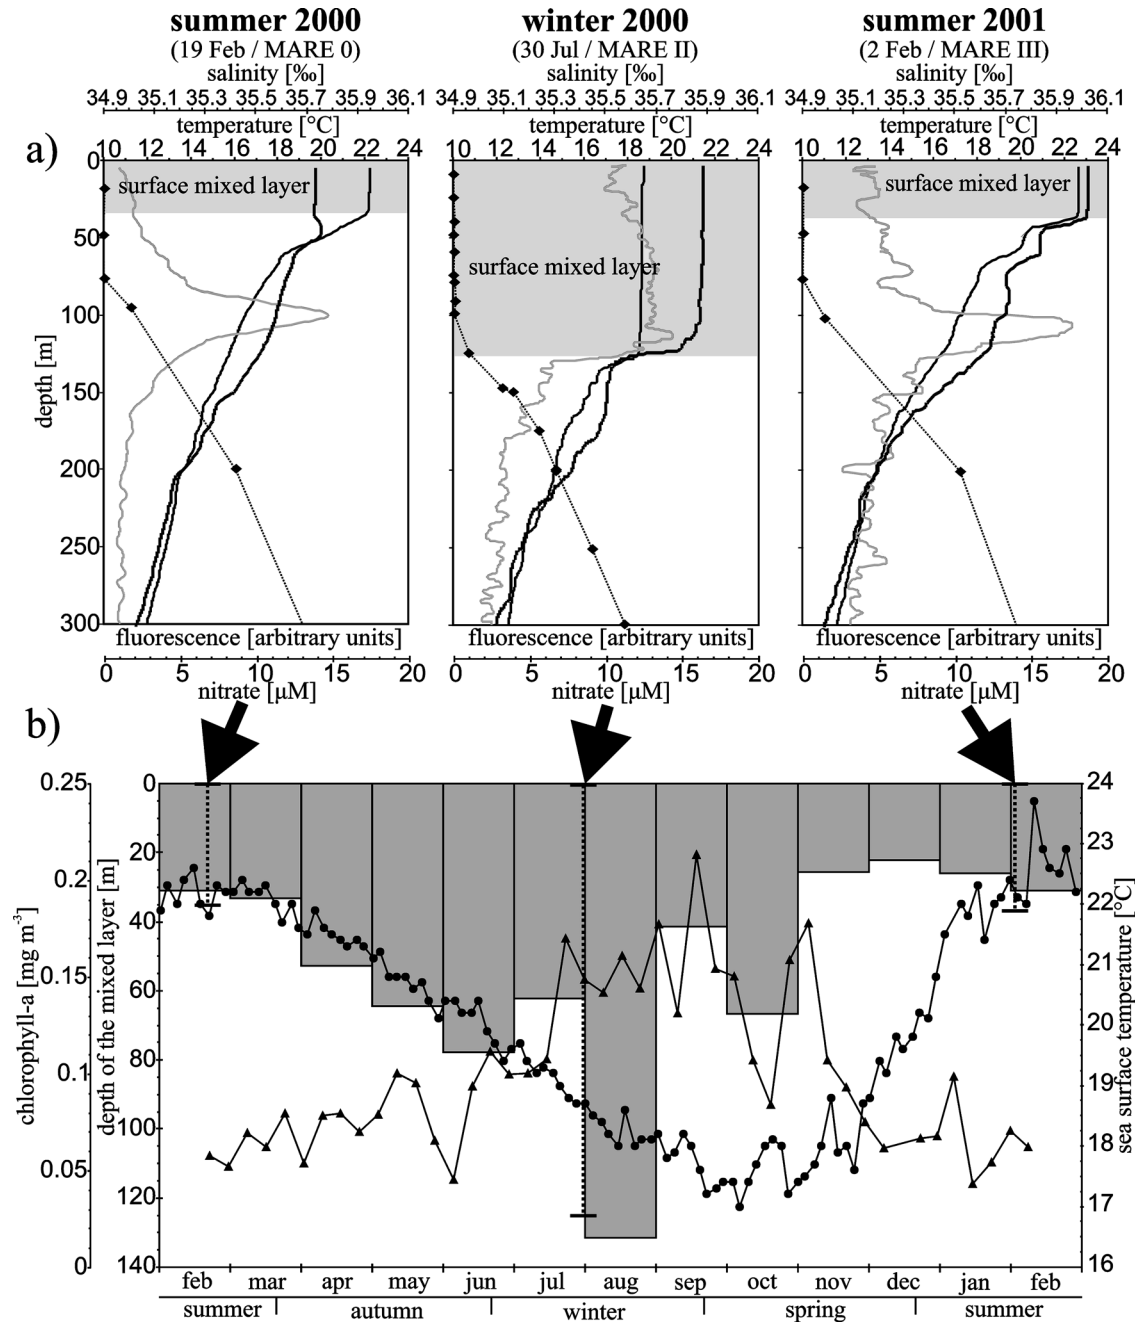 summer 2000 winter 2000 summer 2001
(19 Feb / MARE 0) (30 Jul / MARE II) (2 Feb / MARE III)
salinity [‰] salinity [‰] salinity [‰]
34.9 35.1 35.3 35.5 35.7 35.9 36.1 34.9 35.1 35.3 35.5 35.7 35.9 36.1 34.9 35.1 35.3 35.5 35.7 35.9 36.1
temperature [°C] temperature [°C] temperature [°C]
a)
10 12 14 16 18 20 22 24 10 12 14 16 18 20 22 24 10 12 14 16 18 20 22 24
0
surface mixed layer surface mixed layer
50
surface mixed layer
100
depth [m]
150
200
250
300
fluorescence [arbitrary units] fluorescence [arbitrary units] fluorescence [arbitrary units]
0 5 10 15 20 0 5 10 15 20 0 5 10 15 20
nitrate [µM] nitrate [µM] nitrate [µM]
b)
0.25 0 24
20 23
0.2
40 22
chlorophyll-a [mg m⁻³]
depth of the mixed layer [m]
sea surface temperature [°C]
0.15 21
60
20
0.1 80
19
100
0.05 18
120
17
0 140 16
feb mar apr may jun jul aug sep oct nov dec jan feb
summer autumn winter spring summer